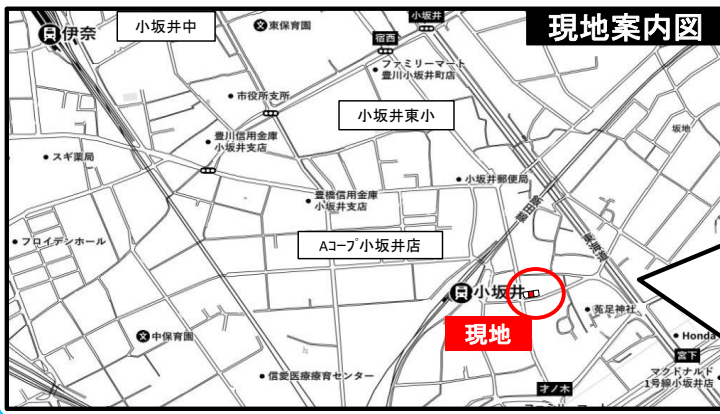 現地案内図
伊奈
小坂井中
東保育園
小坂井
宿西
ファミリーマート
豊川小坂井町店
市役所支所
小坂井東小
坂地
豊川信用金庫
小坂井支店
スギ薬局
小坂井郵便局
豊橋信用金庫
小坂井支店
飯田線
フロイデンホール
Aコープ小坂井店
小坂井
菟足神社
現地
中保育園
Honda
宮下
マクドナルド
1号線小坂井店
信愛医療療育センター
才ノ木